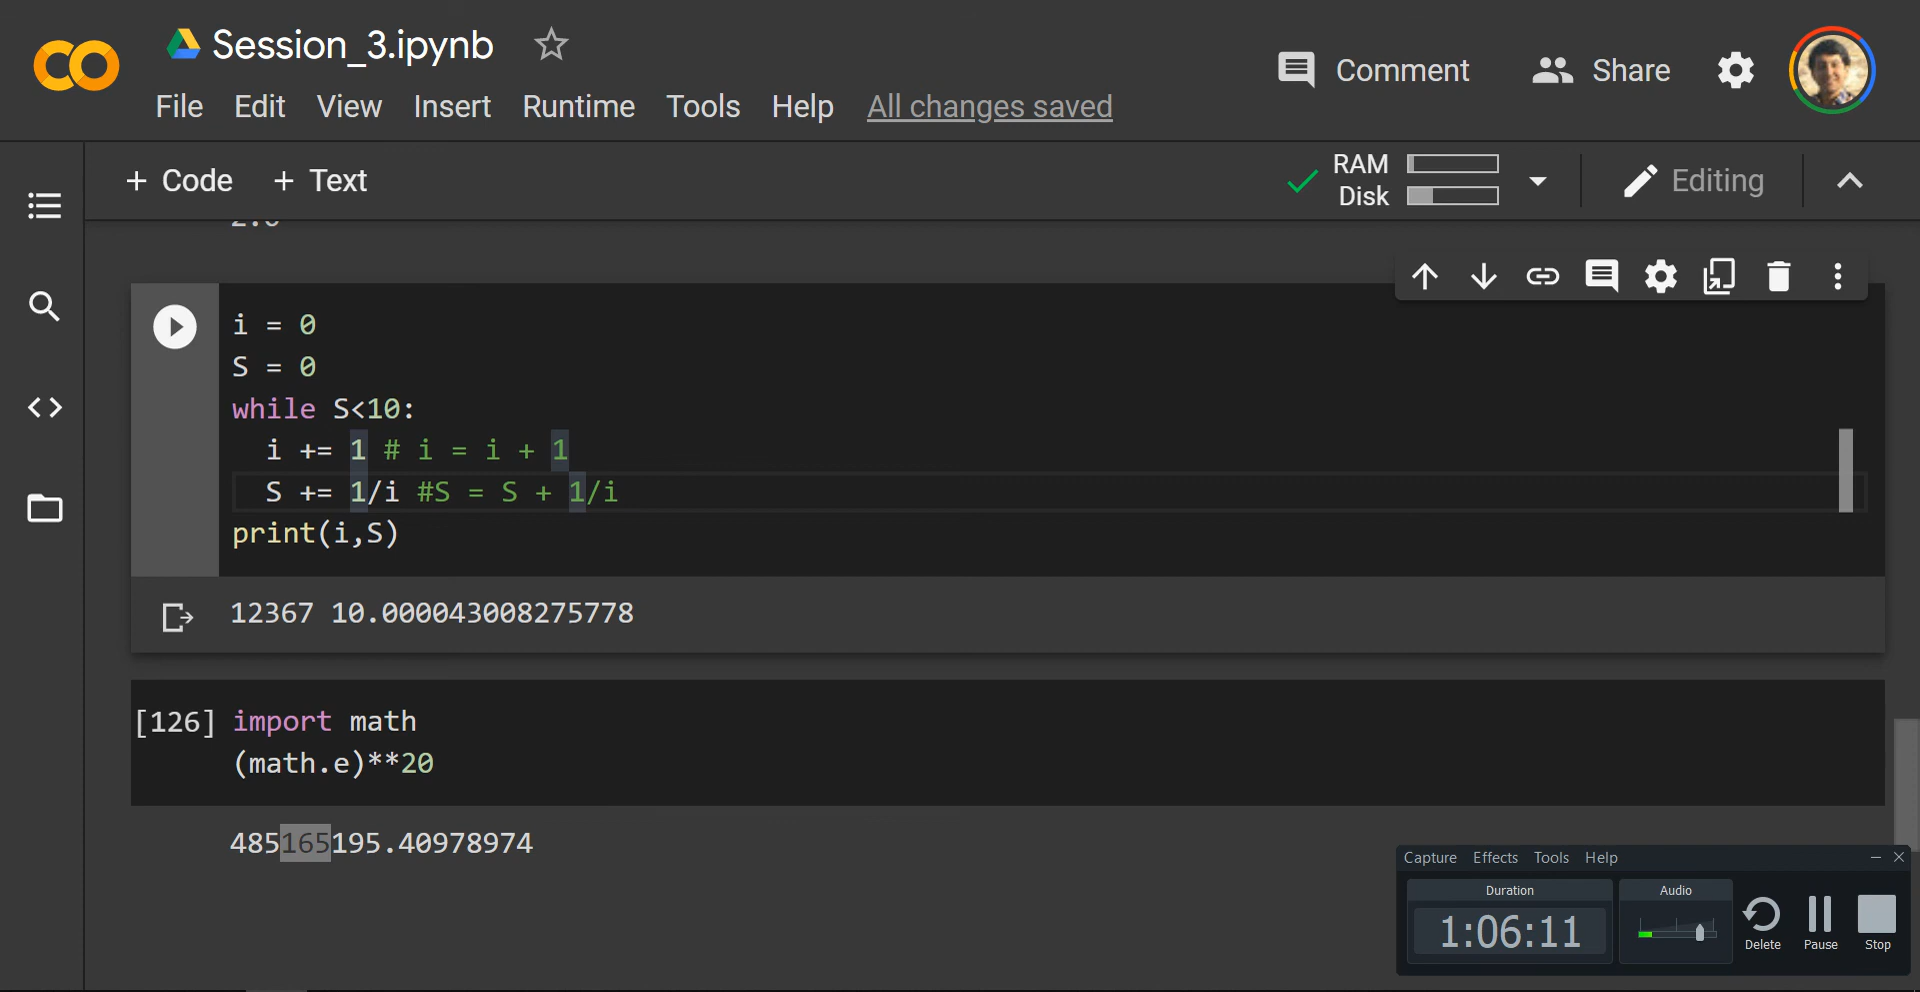 Session_3.ipynb
Comment
Share
File Edit View Insert Runtime Tools Help All changes saved
+ Code + Text
RAM
Disk
Editing
i = 0
S = 0
while S<10:
  i += 1 # i = i + 1
  S += 1/i #S = S + 1/i
print(i,S)
12367 10.000043008275778
[126] import math
(math.e)**20
485165195.40978974
Capture Effects Tools Help
Duration
Audio
1:06:11
Delete Pause Stop